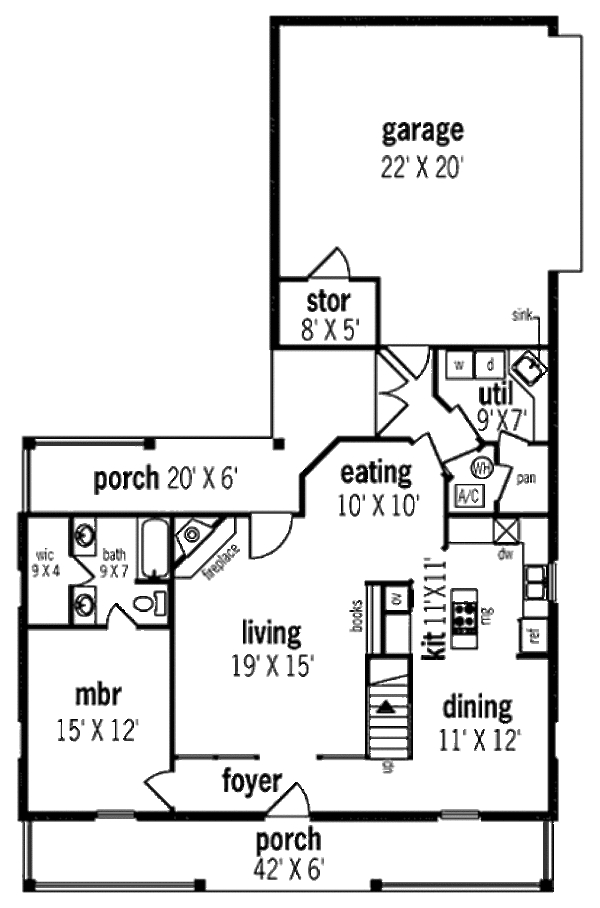 garage
22' X 20'
stor
8' X 5'
sink
w
d
util
9' X 7'
porch 20' X 6'
eating
10' X 10'
WH
A/C
pan
wic
9 X 4
bath
9 X 7
fireplace
dw
living
19' X 15'
books
ov
kit 11' X 11'
rng
ref
mbr
15' X 12'
dining
11' X 12'
up
foyer
porch
42' X 6'